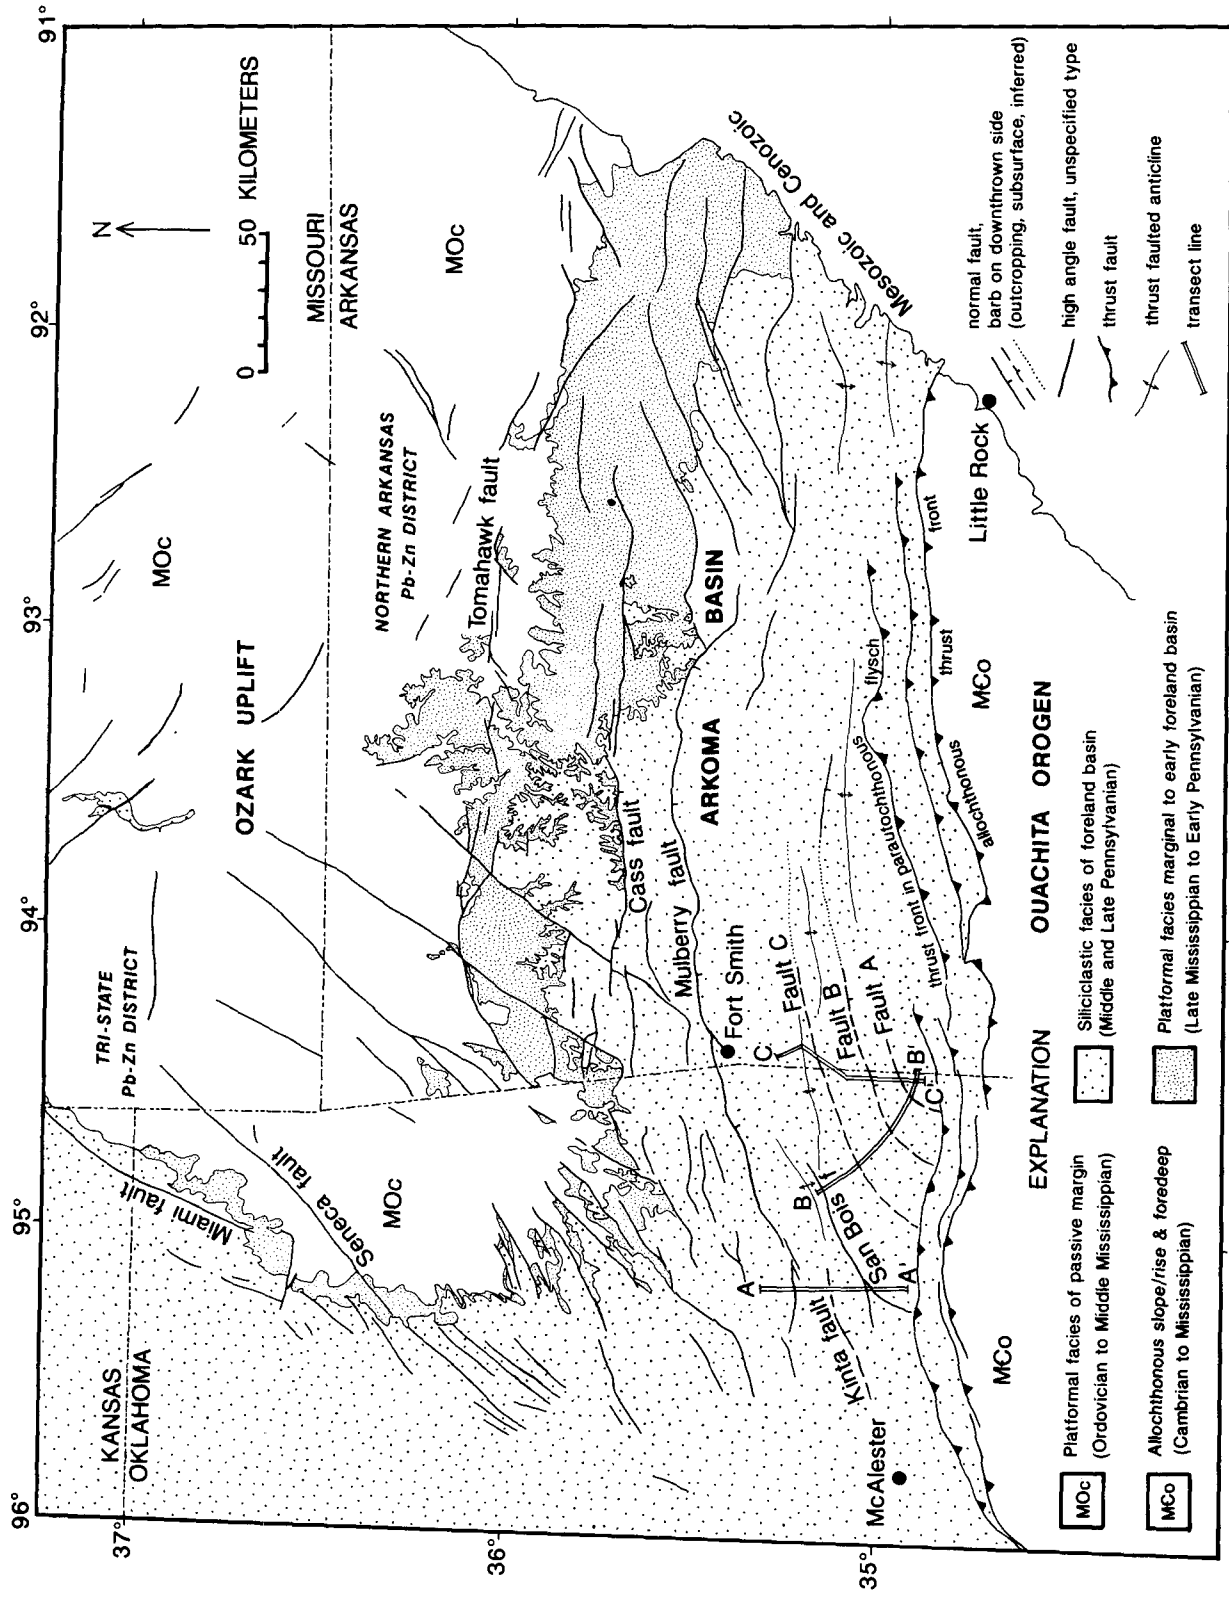 96°
95°
94°
93°
92°
91°
37°
36°
35°
KANSAS
OKLAHOMA
Miami fault
Seneca fault
TRI-STATE
Pb-Zn DISTRICT
MOc
OZARK UPLIFT
MOc
N
0
50 KILOMETERS
MISSOURI
ARKANSAS
NORTHERN ARKANSAS
Pb-Zn DISTRICT
MOc
Tomahawk fault
Cass fault
Mulberry fault
ARKOMA
BASIN
Fort Smith
Fault C
Fault B
Fault A
C
C'
B
B'
A
A'
San Bois
Kinta fault
McAlester
thrust front in parautochthonous
flysch
allochthonous
thrust
front
Little Rock
Mesozoic and Cenozoic
M€o
M€o
OUACHITA OROGEN
EXPLANATION
MOc
Platformal facies of passive margin
(Ordovician to Middle Mississippian)
M€o
Allochthonous slope/rise & foredeep
(Cambrian to Mississippian)
Siliciclastic facies of foreland basin
(Middle and Late Pennsylvanian)
Platformal facies marginal to early foreland basin
(Late Mississippian to Early Pennsylvanian)
normal fault,
barb on downthrown side
(outcropping, subsurface, inferred)
high angle fault, unspecified type
thrust fault
thrust faulted anticline
transect line